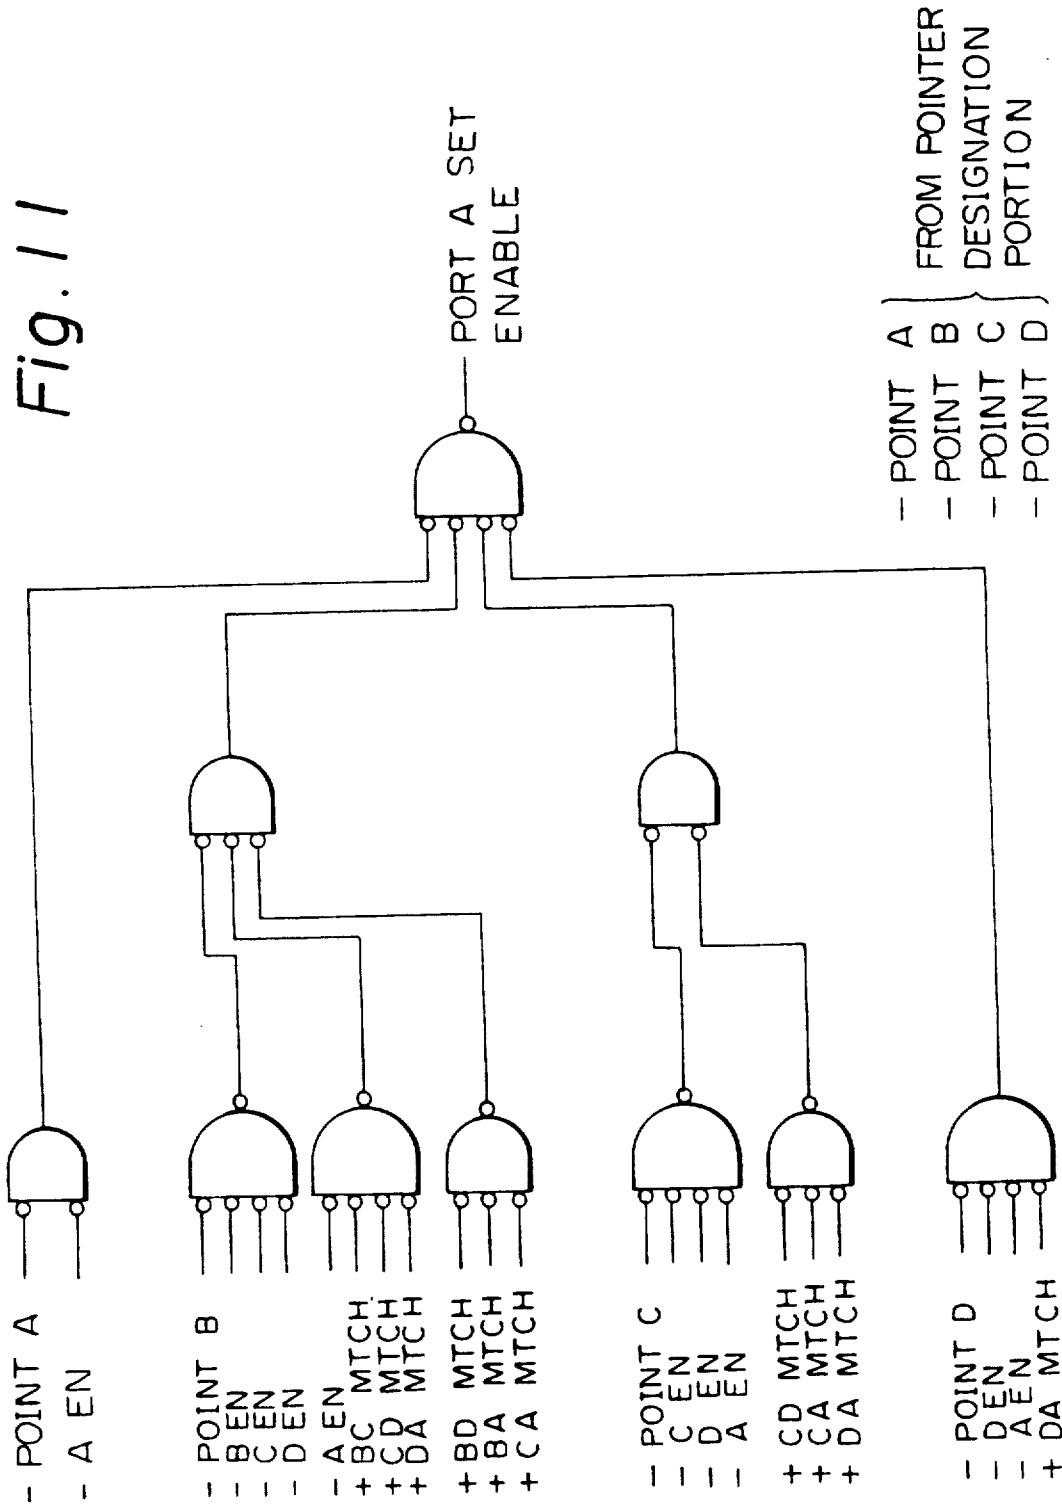 Fig. 11
- POINT A
- A EN
- POINT B
- B EN
- C EN
- D EN
- A EN
+ BC MTCH
+ CD MTCH
+ DA MTCH
+ BD MTCH
+ BA MTCH
+ CA MTCH
- POINT C
- C EN
- D EN
- A EN
+ CD MTCH
+ CA MTCH
+ DA MTCH
- POINT D
- D EN
- A EN
+ DA MTCH
PORT A SET
ENABLE
- POINT A
- POINT B
- POINT C
- POINT D
FROM POINTER
DESIGNATION
PORTION